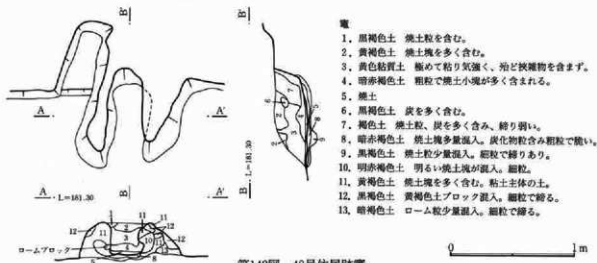 竈
1．黒褐色土　焼土粒を含む。
2．黄褐色土　焼土塊を多く含む。
3．黄色粘質土　極めて粘り気強く、殆ど挾雑物を含まず。
4．暗赤褐色土　粗粒で焼土小塊が多く含まれる。
5．焼土
6．黒褐色土　炭を多く含む。
7．褐色土　焼土粒、炭を多く含み、締り弱い。
8．暗赤褐色土　焼土塊多量混入。炭化物粒含み粗粒で脆い。
9．黒褐色土　焼土粒少量混入。細粒で締りあり。
10．明赤褐色土　明るい焼土塊が混入。細粒。
11．黄褐色土　焼土塊を多く含む。粘土主体の土。
12．黒褐色土　黄褐色土ブロック混入。細粒で締る。
13．暗褐色土　ローム粒少量混入。細粒で締る。
B'
B'
A
A'
B
B
A
A'
L=181.30
L=181.30
ロームブロック
0
1m